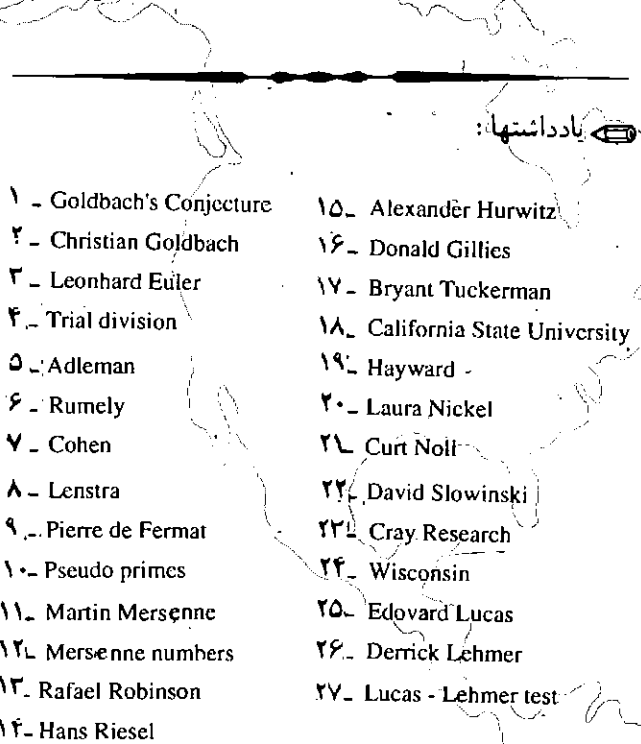 یادداشتها:
۱ - Goldbach's Conjecture
۲ - Christian Goldbach
۳ - Leonhard Euler
۴ - Trial division
۵ - Adleman
۶ - Rumely
۷ - Cohen
۸ - Lenstra
۹ - Pierre de Fermat
۱۰- Pseudo primes
۱۱- Martin Mersenne
۱۲- Mersenne numbers
۱۳- Rafael Robinson
۱۴- Hans Riesel
۱۵- Alexander Hurwitz
۱۶- Donald Gillies
۱۷- Bryant Tuckerman
۱۸- California State University
۱۹- Hayward -
۲۰- Laura Nickel
۲۱- Curt Noll
۲۲- David Slowinski
۲۳- Cray Research
۲۴- Wisconsin
۲۵- Edovard Lucas
۲۶- Derrick Lehmer
۲۷- Lucas - Lehmer test